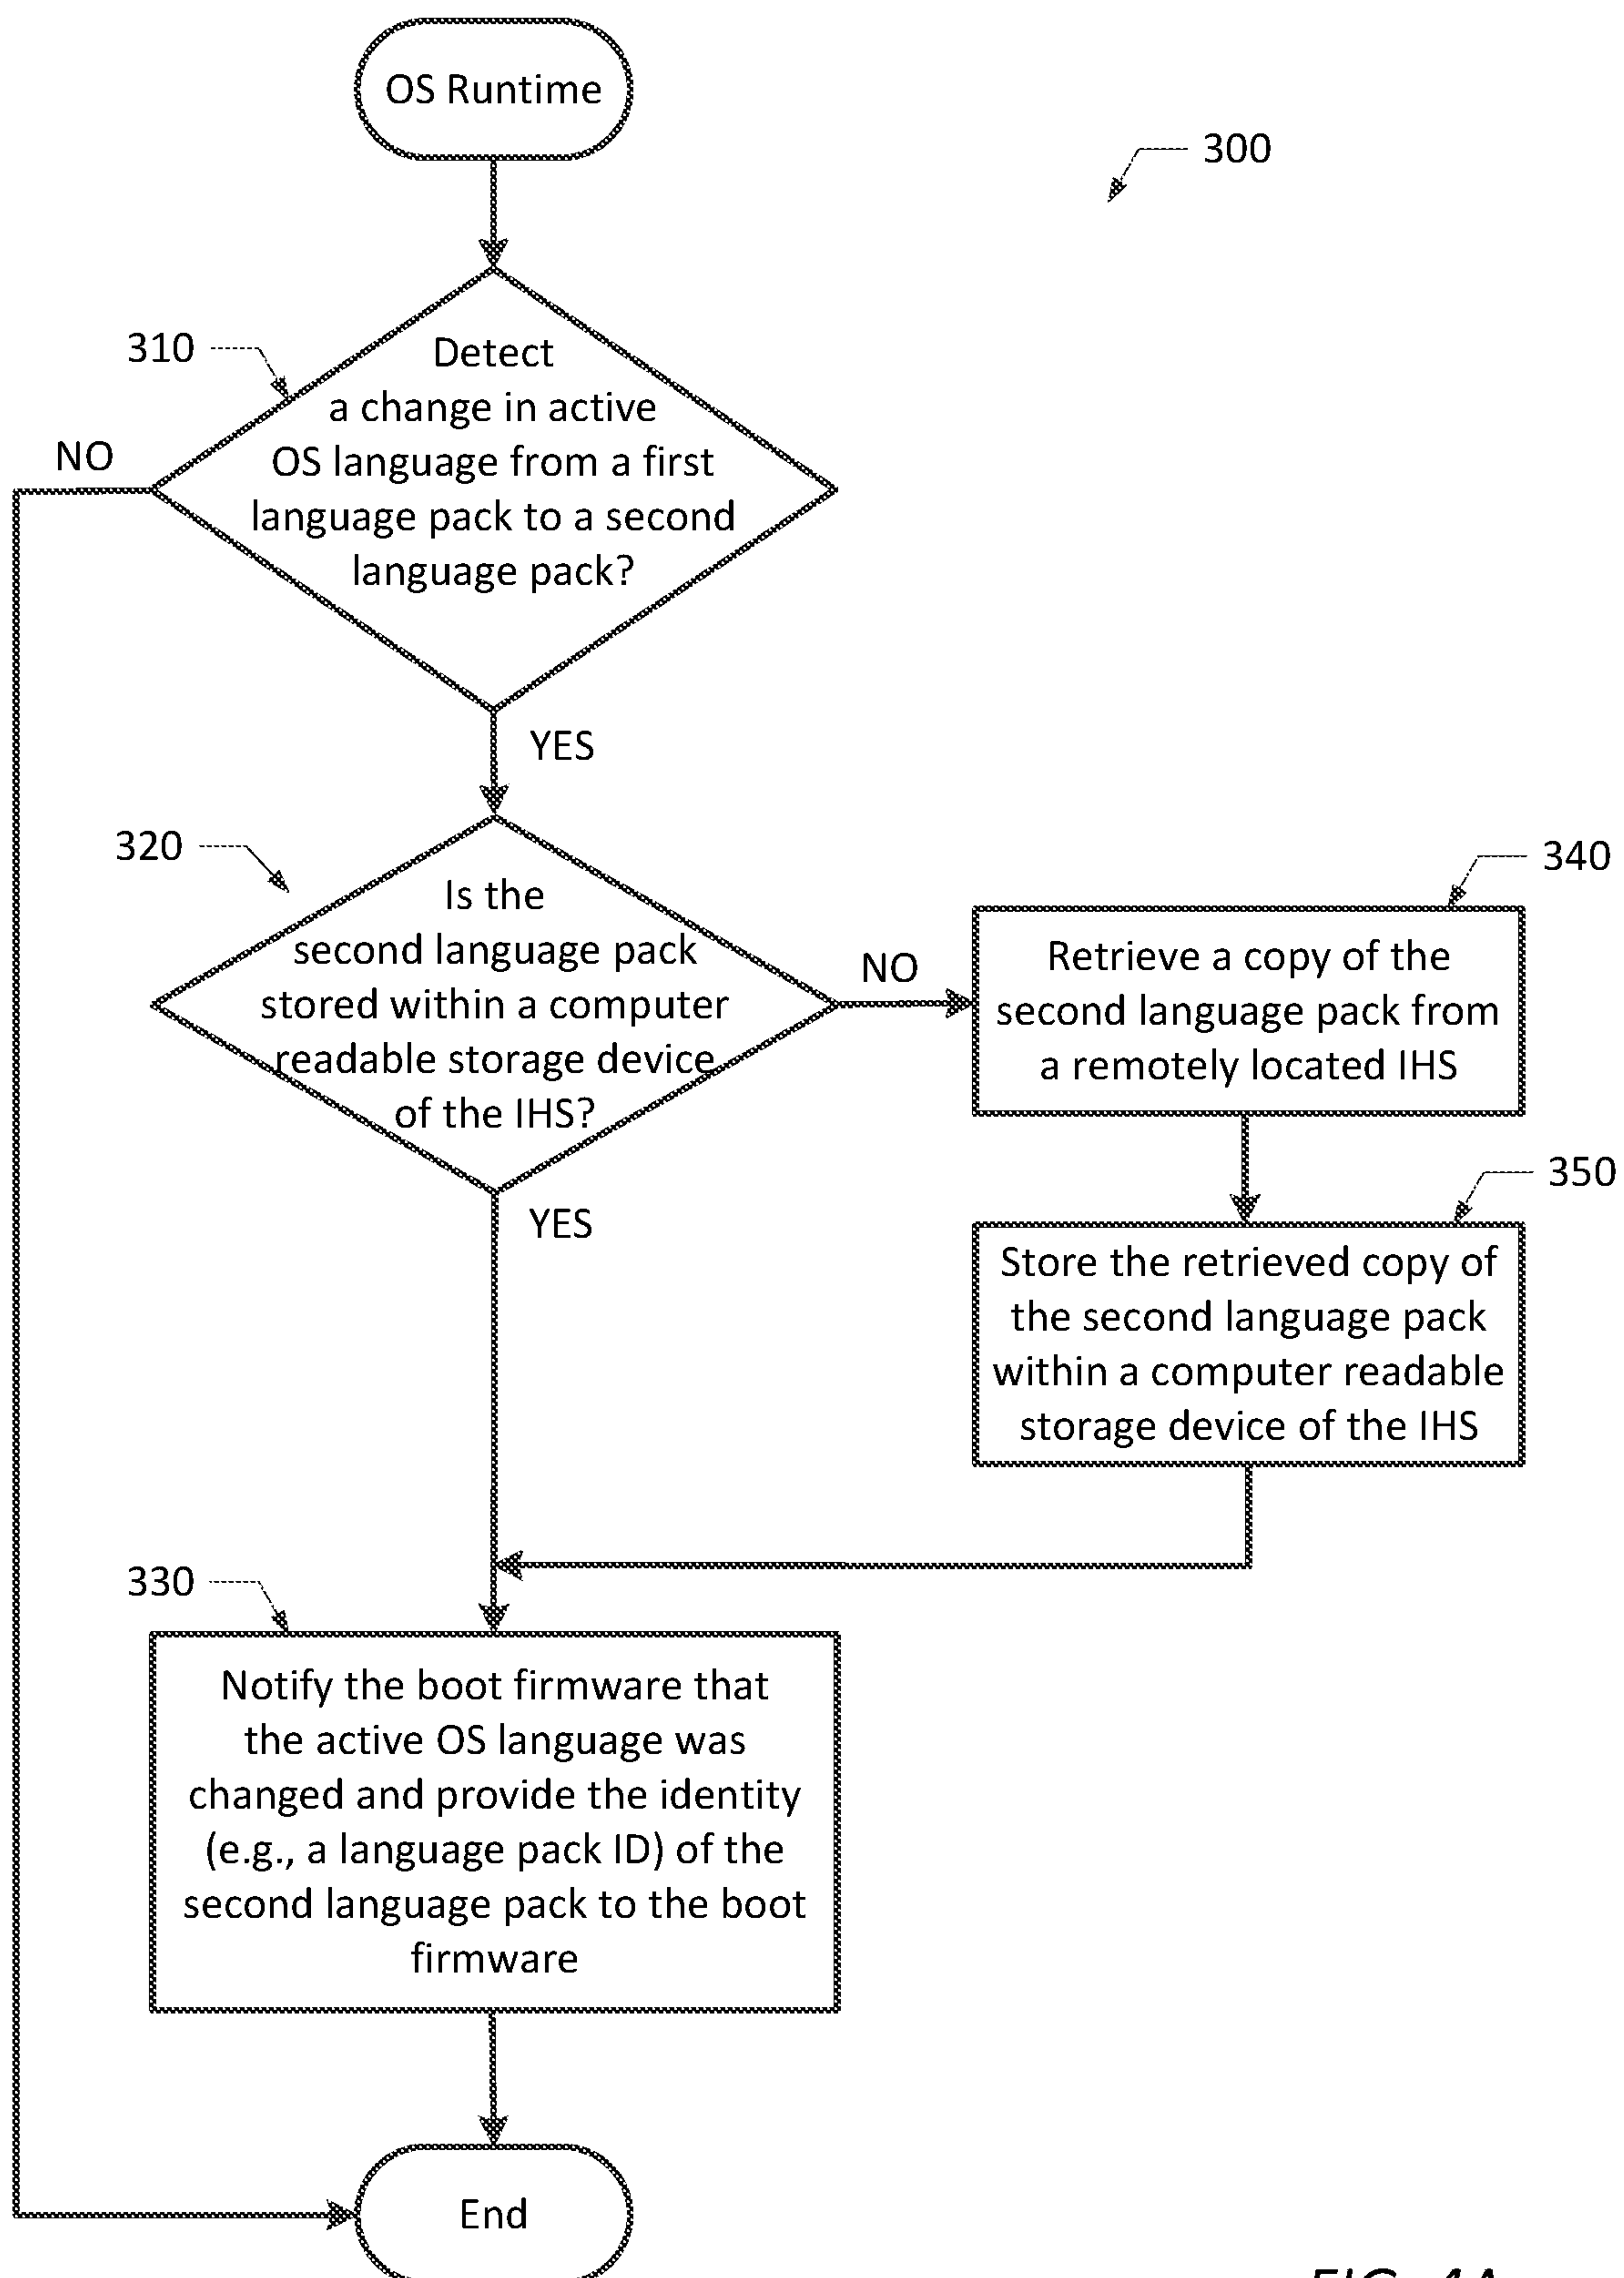 OS Runtime
300
310
Detect
a change in active
OS language from a first
language pack to a second
language pack?
NO
YES
320
Is the
second language pack
stored within a computer
readable storage device
of the IHS?
NO
340
Retrieve a copy of the
second language pack from
a remotely located IHS
350
Store the retrieved copy of
the second language pack
within a computer readable
storage device of the IHS
YES
330
Notify the boot firmware that
the active OS language was
changed and provide the identity
(e.g., a language pack ID) of the
second language pack to the boot
firmware
End
FIG. 4A